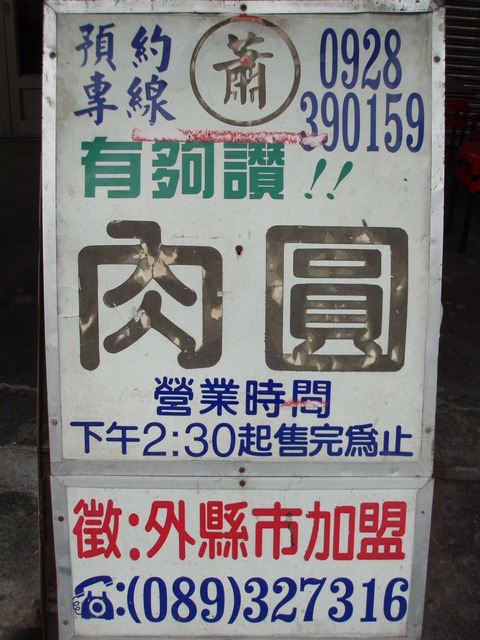 預約專線 蕭 0928 390159
有夠讚!!
肉圓
營業時間
下午2:30起售完為止
徵:外縣市加盟
☎:(089)327316